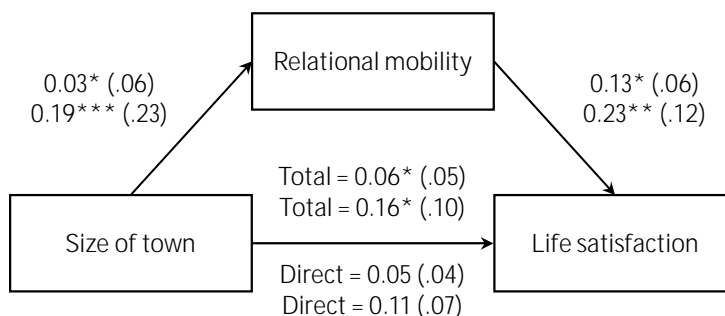 Relational mobility
0.03* (.06)
0.19*** (.23)
0.13* (.06)
0.23** (.12)
Total = 0.06* (.05)
Total = 0.16* (.10)
Size of town
Life satisfaction
Direct = 0.05 (.04)
Direct = 0.11 (.07)